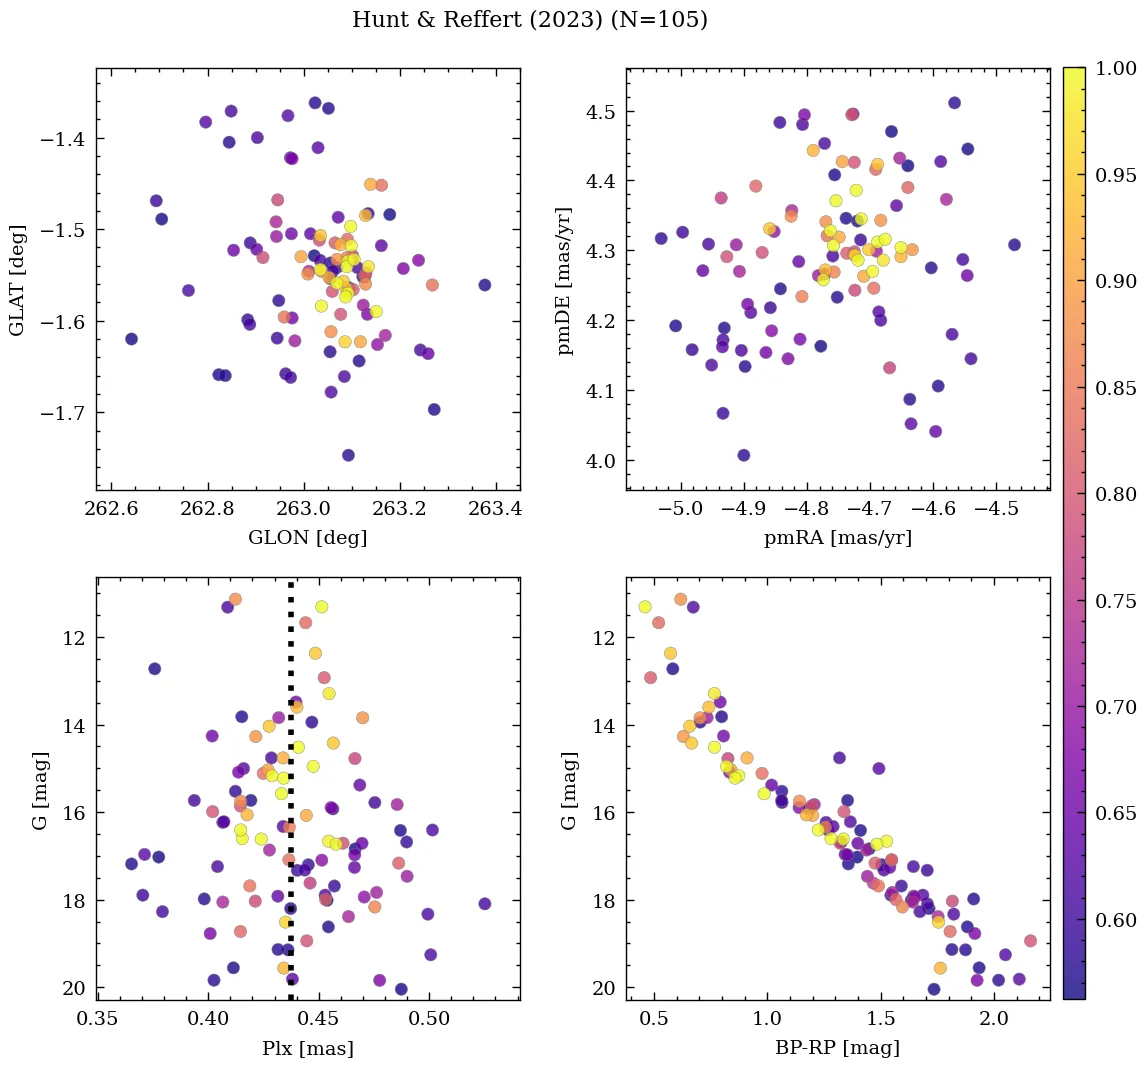 Hunt & Reffert (2023) (N=105)
−1.4
−1.5
−1.6
−1.7
GLAT [deg]
262.6 262.8 263.0 263.2 263.4
GLON [deg]
4.5
4.4
4.3
4.2
4.1
4.0
pmDE [mas/yr]
−5.0 −4.9 −4.8 −4.7 −4.6 −4.5
pmRA [mas/yr]
12
14
16
18
20
G [mag]
0.35 0.40 0.45 0.50
Plx [mas]
12
14
16
18
20
G [mag]
0.5 1.0 1.5 2.0
BP-RP [mag]
1.00
0.95
0.90
0.85
0.80
0.75
0.70
0.65
0.60